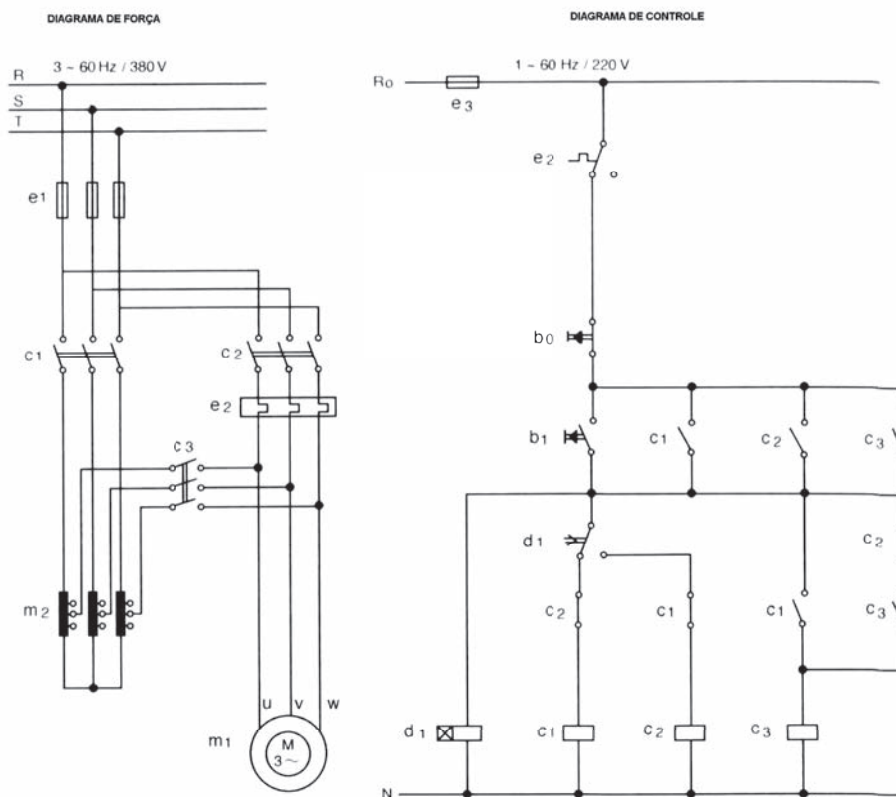 DIAGRAMA DE FORÇA
3 ~ 60 Hz / 380 V
R
S
T
e1
c1
c2
e2
c3
m2
u v w
m1
M
3~
DIAGRAMA DE CONTROLE
1 ~ 60 Hz / 220 V
Ro
e3
e2
b0
b1 c1 c2 c3
d1 c2
c2 c1 c1 c3
d1 c1 c2 c3
N